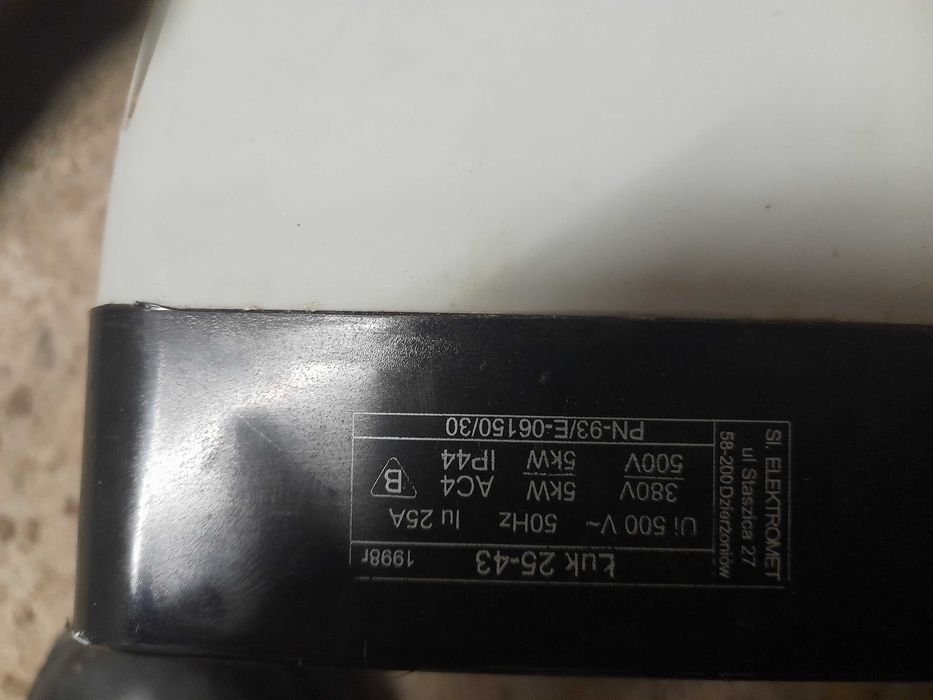 SI. ELEKTROMET
ul Staszica 27
58-200 Dzierżoniów
Łuk 25-43 1998r
Ui 500 V~ 50Hz Iu 25A
380V 5kW AC4 B
500V 5kW IP44
PN-93/E-06150/30